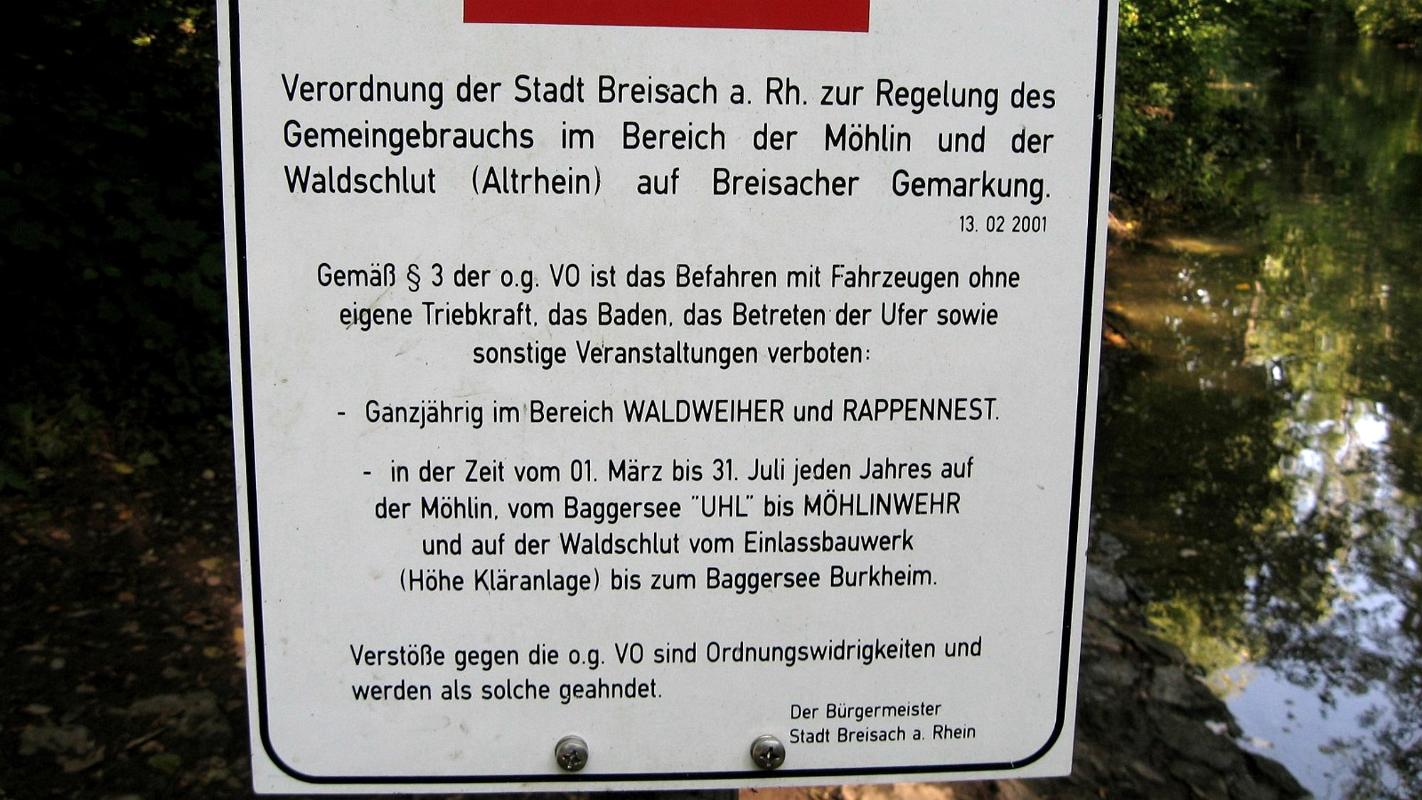 Verordnung der Stadt Breisach a. Rh. zur Regelung des
Gemeingebrauchs im Bereich der Möhlin und der
Waldschlut (Altrhein) auf Breisacher Gemarkung.
13. 02 2001
Gemäß § 3 der o.g. VO ist das Befahren mit Fahrzeugen ohne
eigene Triebkraft, das Baden, das Betreten der Ufer sowie
sonstige Veranstaltungen verboten:
- Ganzjährig im Bereich WALDWEIHER und RAPPENNEST.
- in der Zeit vom 01. März bis 31. Juli jeden Jahres auf
der Möhlin, vom Baggersee "UHL" bis MÖHLINWEHR
und auf der Waldschlut vom Einlassbauwerk
(Höhe Kläranlage) bis zum Baggersee Burkheim.
Verstöße gegen die o.g. VO sind Ordnungswidrigkeiten und
werden als solche geahndet.
Der Bürgermeister
Stadt Breisach a. Rhein